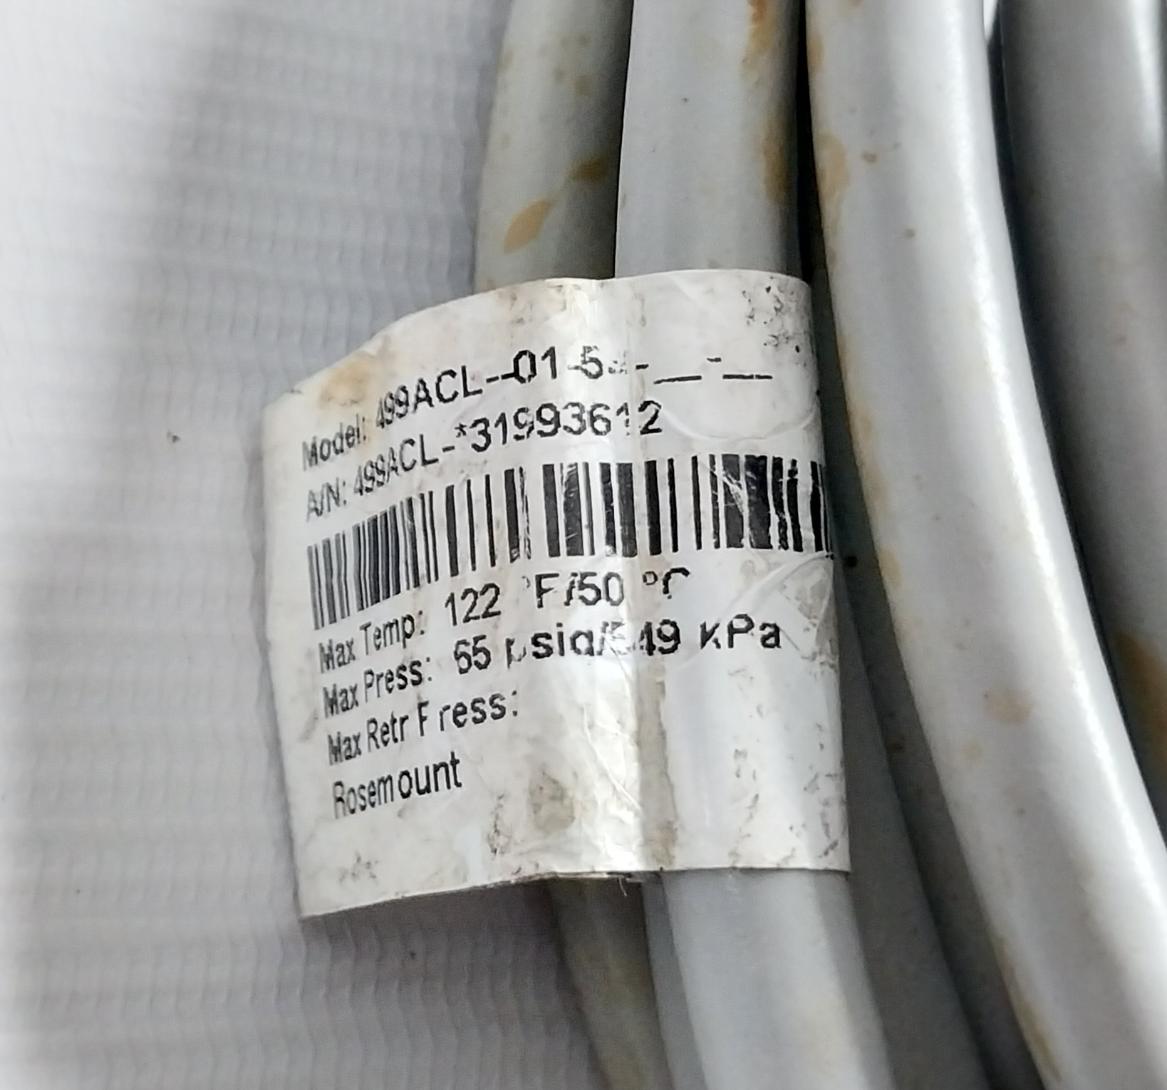 Model: 499ACL--01-5
A/N: 499ACL-*31993612
Max Temp: 122 °F/50 °C
Max Press: 65 psig/549 kPa
Max Retr Press:
Rosemount